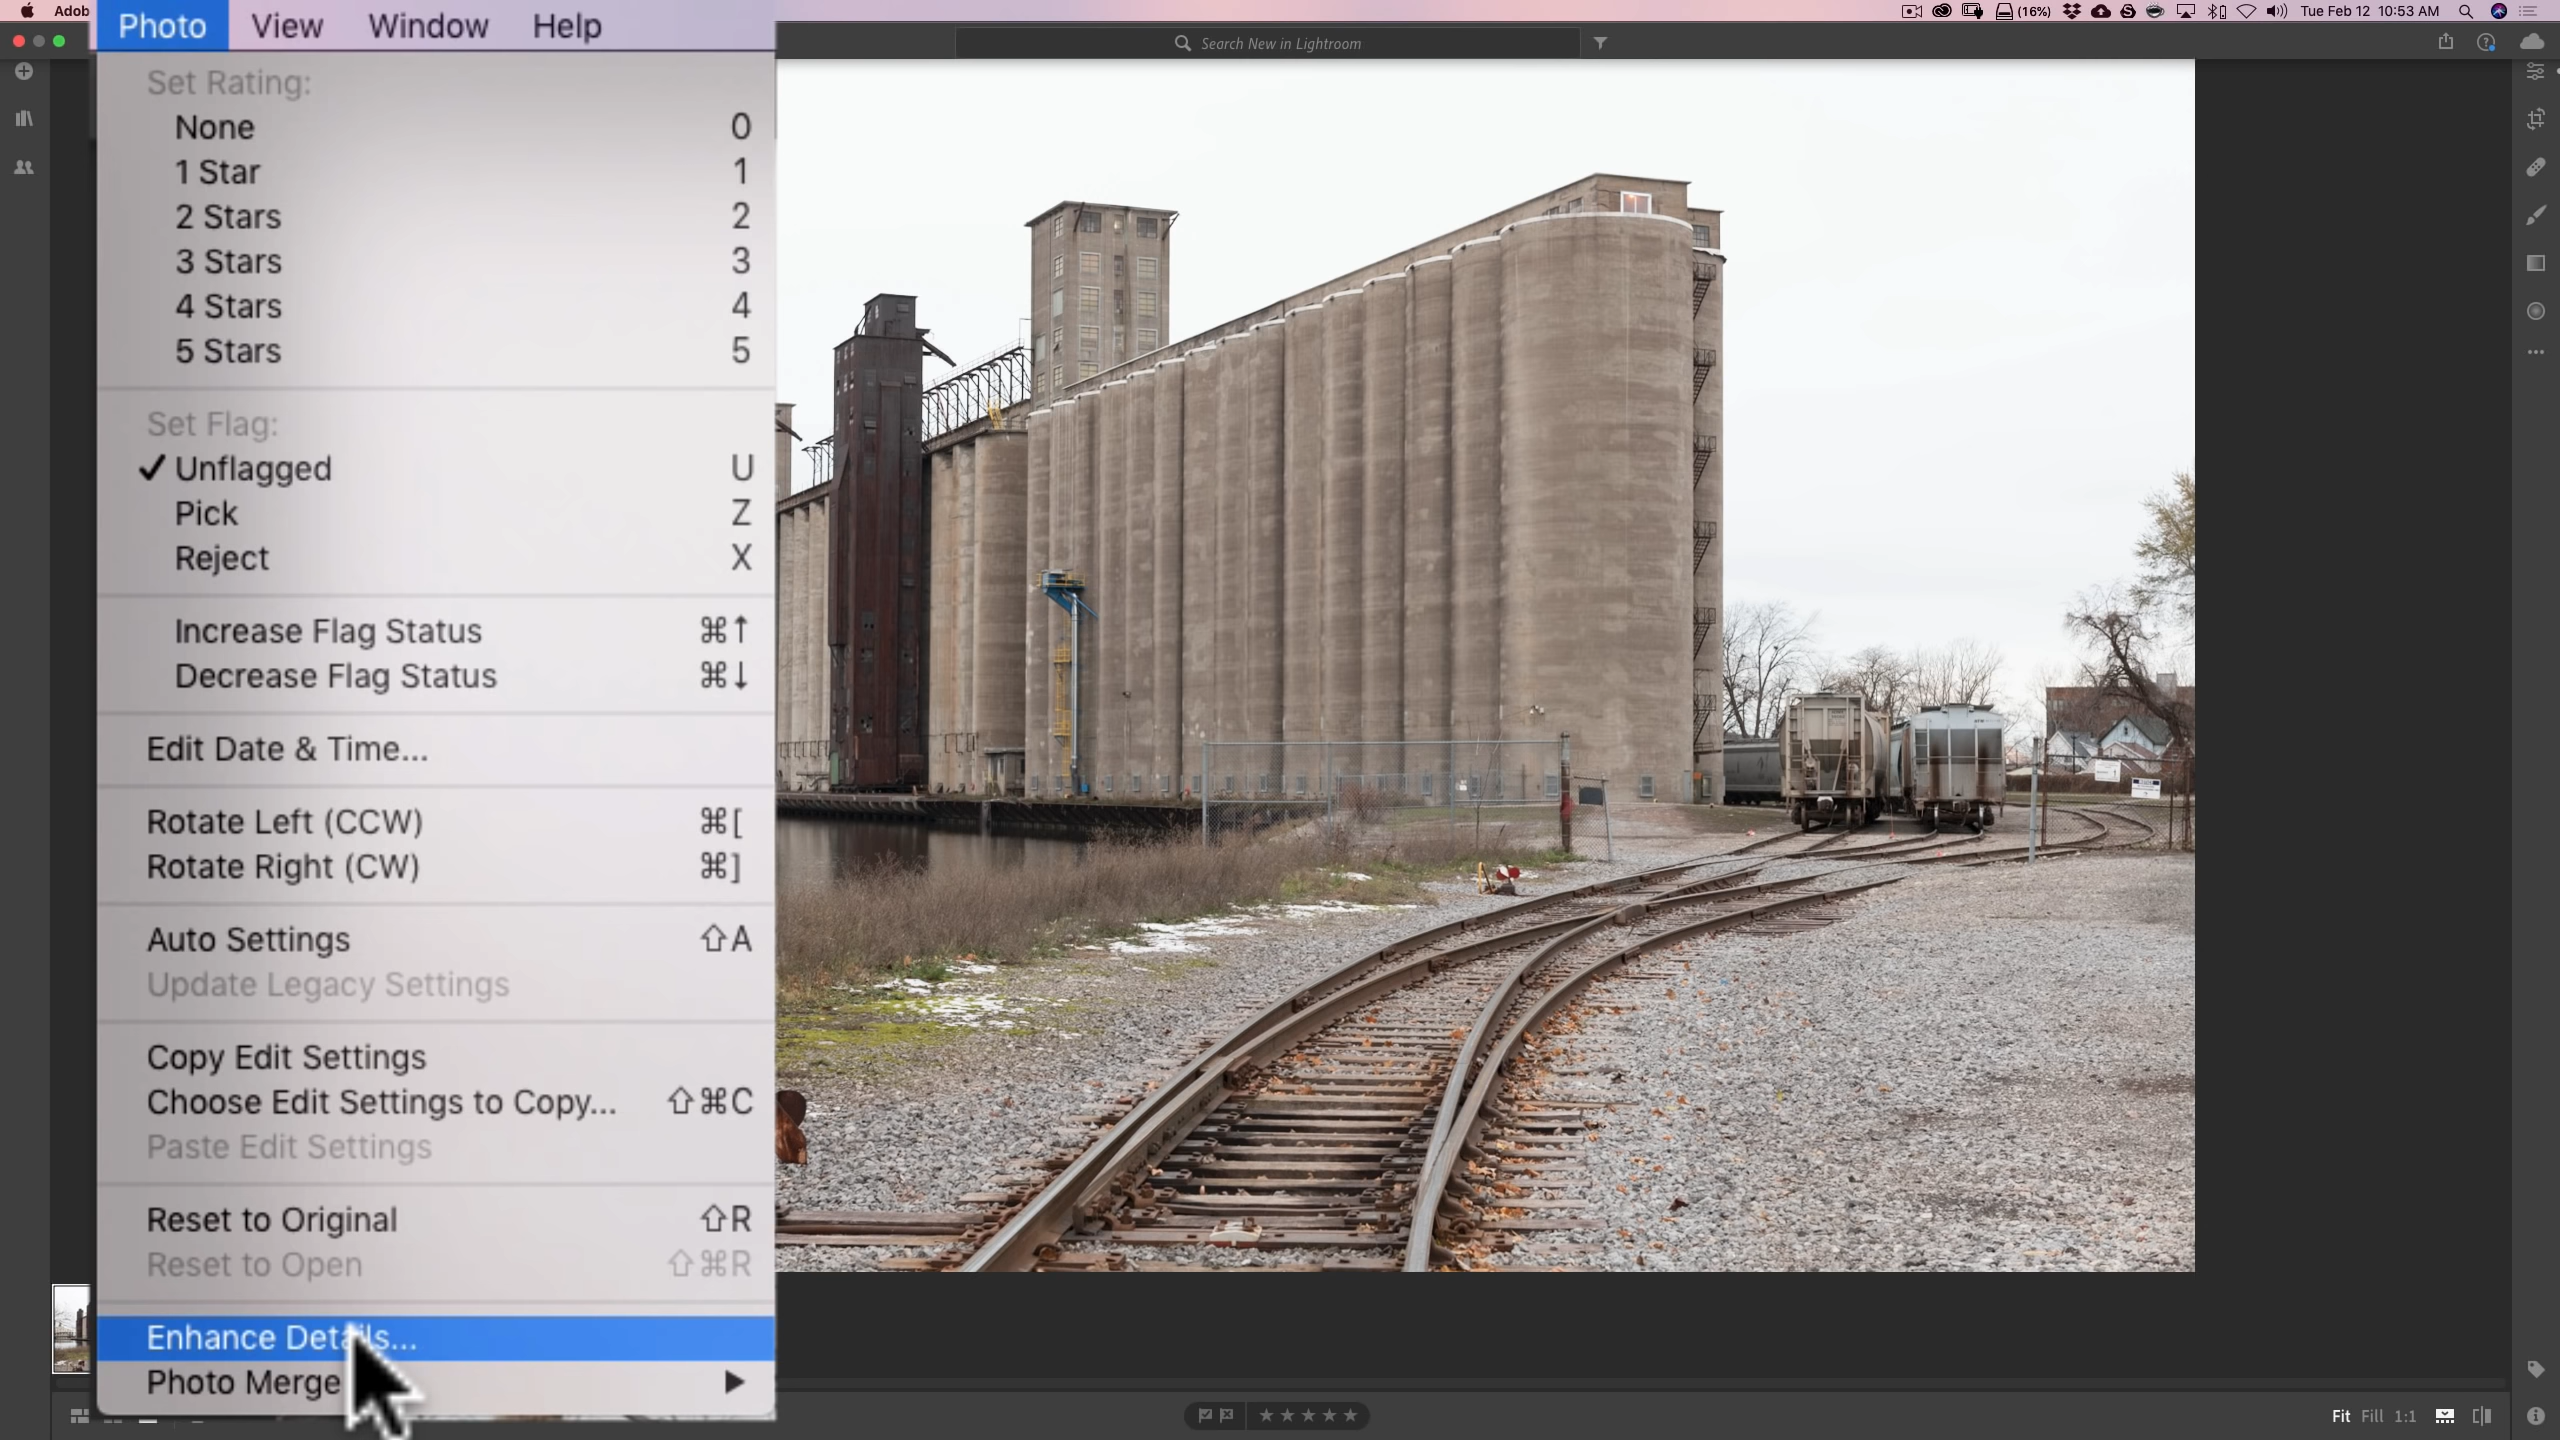 Adob
Photo View Window Help
(16%) Tue Feb 12 10:53 AM
Search New in Lightroom
Set Rating:
None 0
1 Star 1
2 Stars 2
3 Stars 3
4 Stars 4
5 Stars 5
Set Flag:
✓ Unflagged U
Pick Z
Reject X
Increase Flag Status ⌘↑
Decrease Flag Status ⌘↓
Edit Date & Time...
Rotate Left (CCW) ⌘[
Rotate Right (CW) ⌘]
Auto Settings ⇧A
Update Legacy Settings
Copy Edit Settings
Choose Edit Settings to Copy... ⇧⌘C
Paste Edit Settings
Reset to Original ⇧R
Reset to Open ⇧⌘R
Enhance Details...
Photo Merge
Fit Fill 1:1